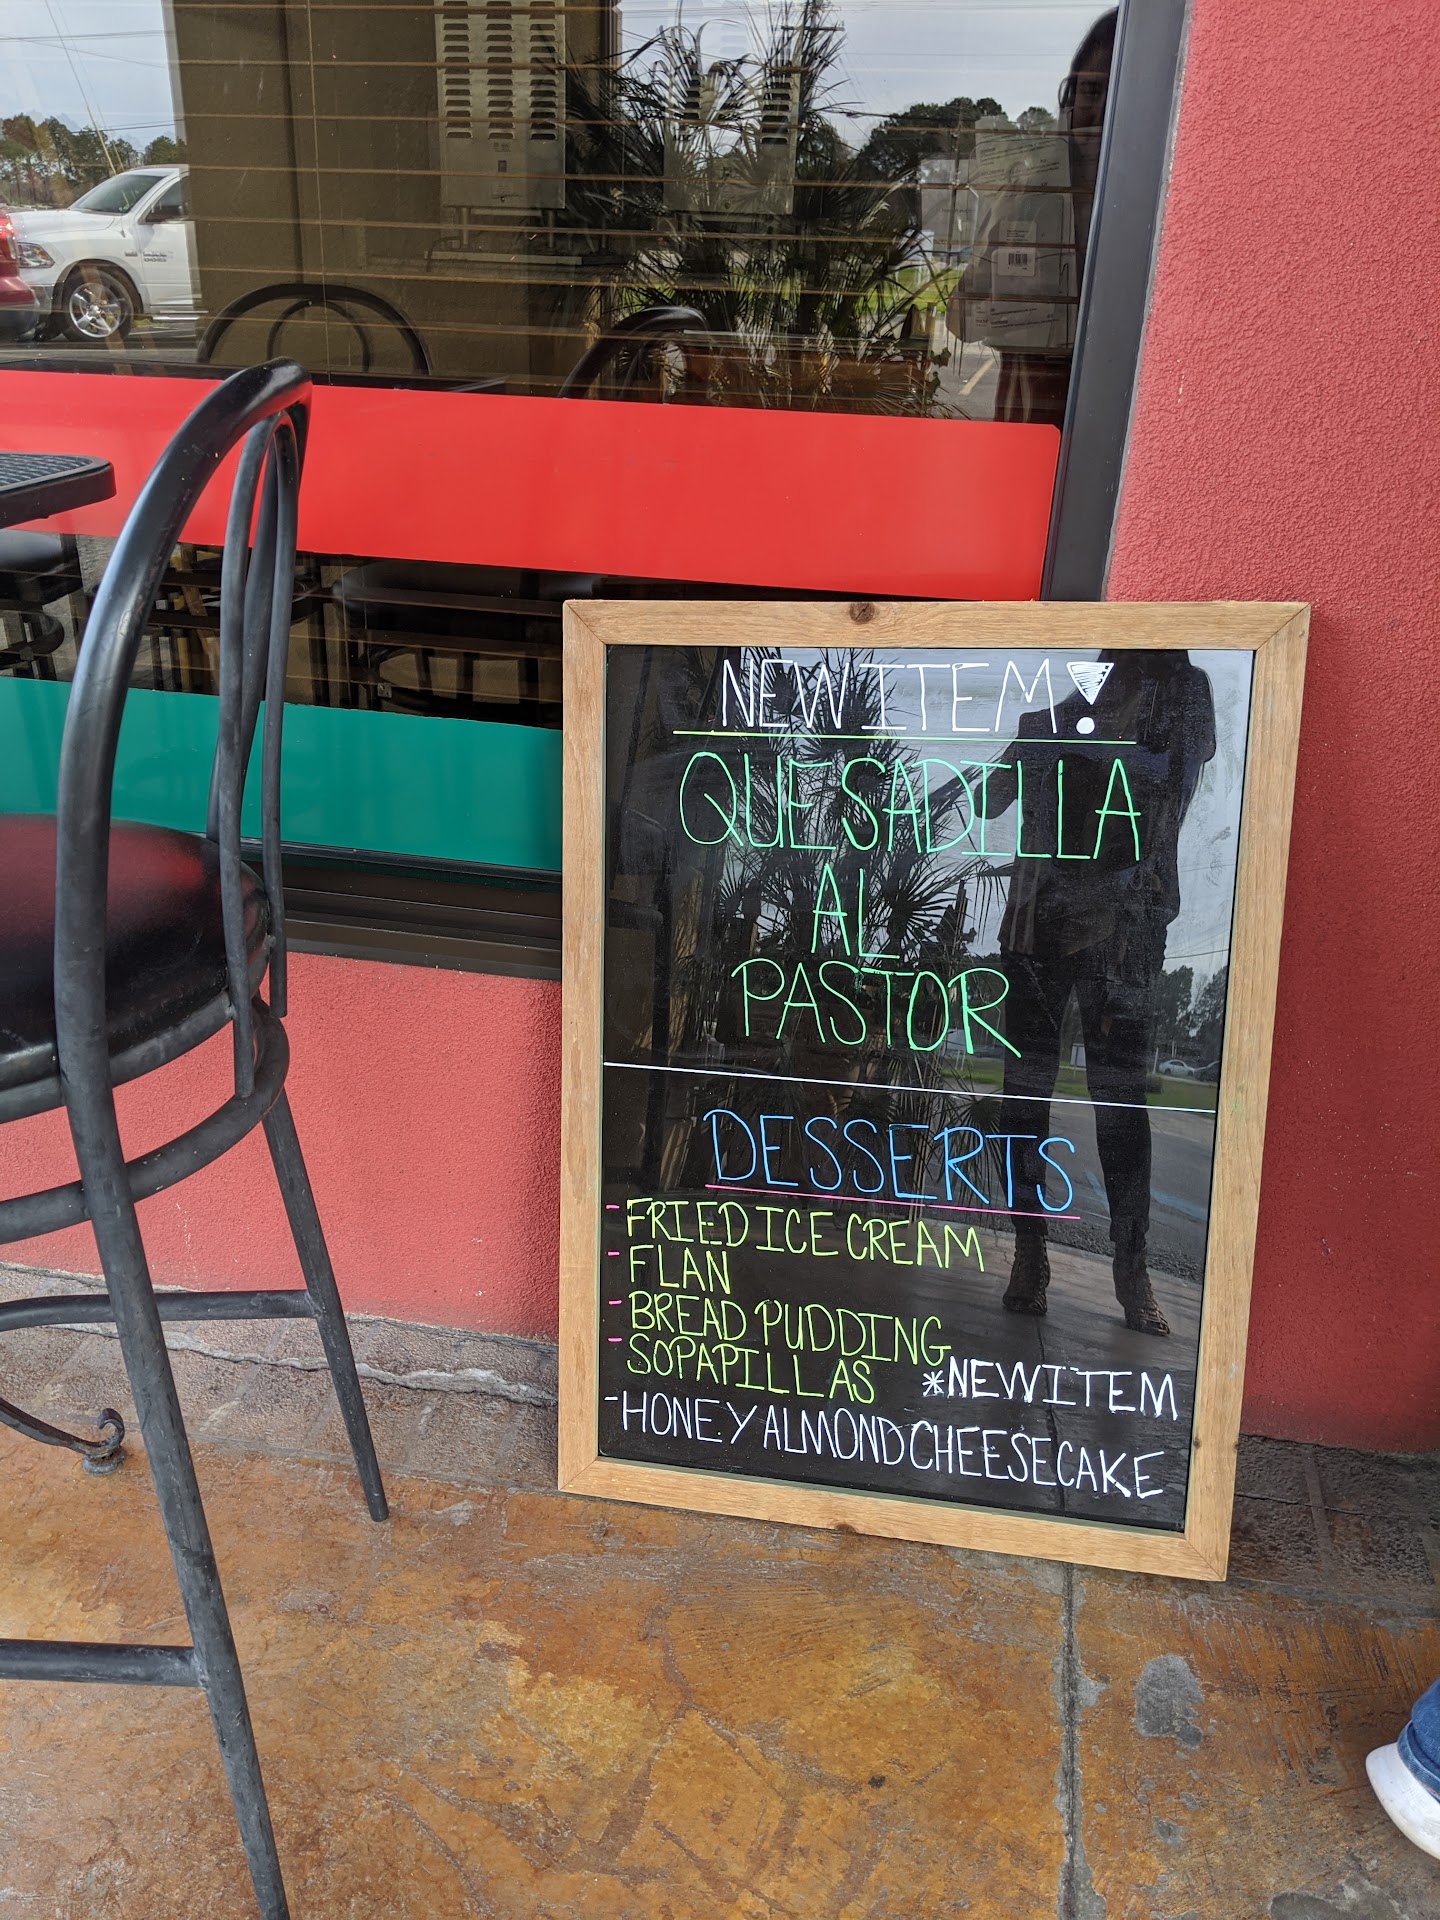 NEW ITEM!
QUESADILLA
AL
PASTOR
DESSERTS
- FRIED ICE CREAM
- FLAN
- BREAD PUDDING
- SOPAPILLAS *NEW ITEM
- HONEY ALMOND CHEESECAKE